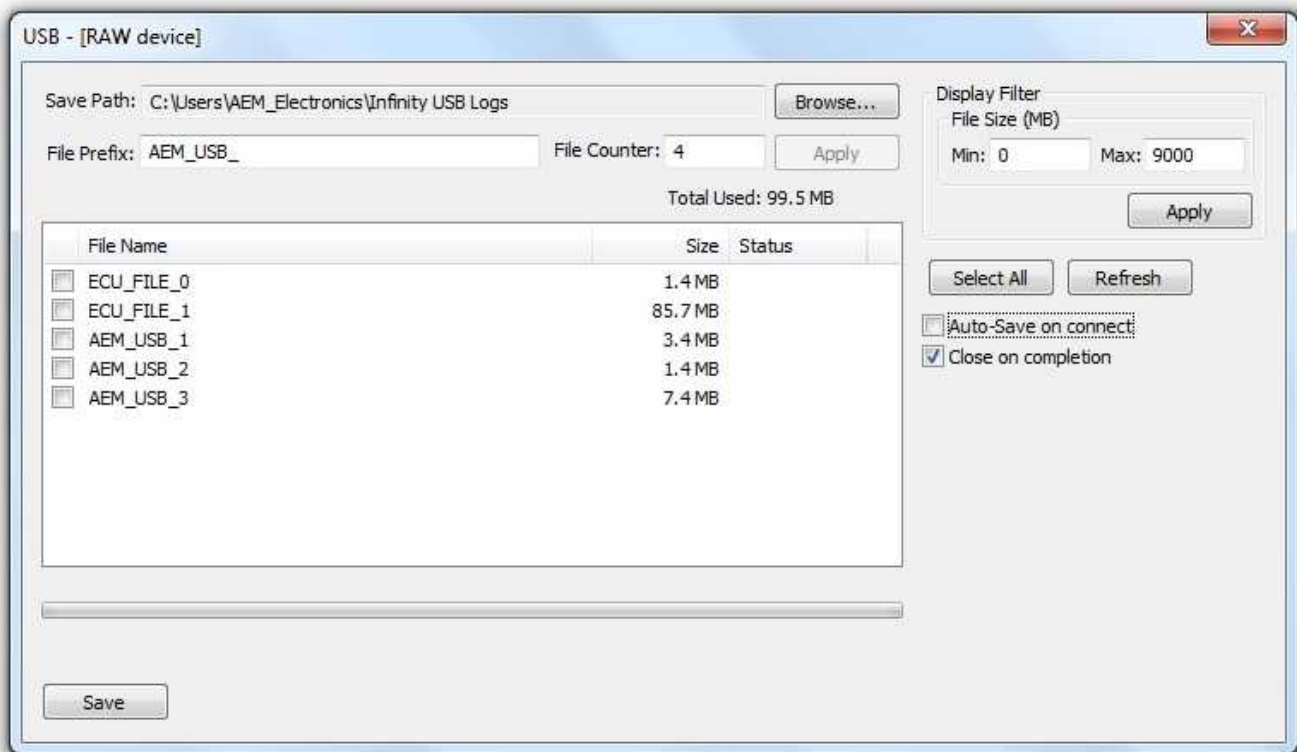 USB - [RAW device]
Save Path: C:\Users\AEM_Electronics\Infinity USB Logs Browse...
File Prefix: AEM_USB_ File Counter: 4 Apply
Total Used: 99.5 MB
File Name Size Status
ECU_FILE_0 1.4 MB
ECU_FILE_1 85.7 MB
AEM_USB_1 3.4 MB
AEM_USB_2 1.4 MB
AEM_USB_3 7.4 MB
Save
Display Filter
File Size (MB)
Min: 0 Max: 9000
Apply
Select All Refresh
Auto-Save on connect
Close on completion